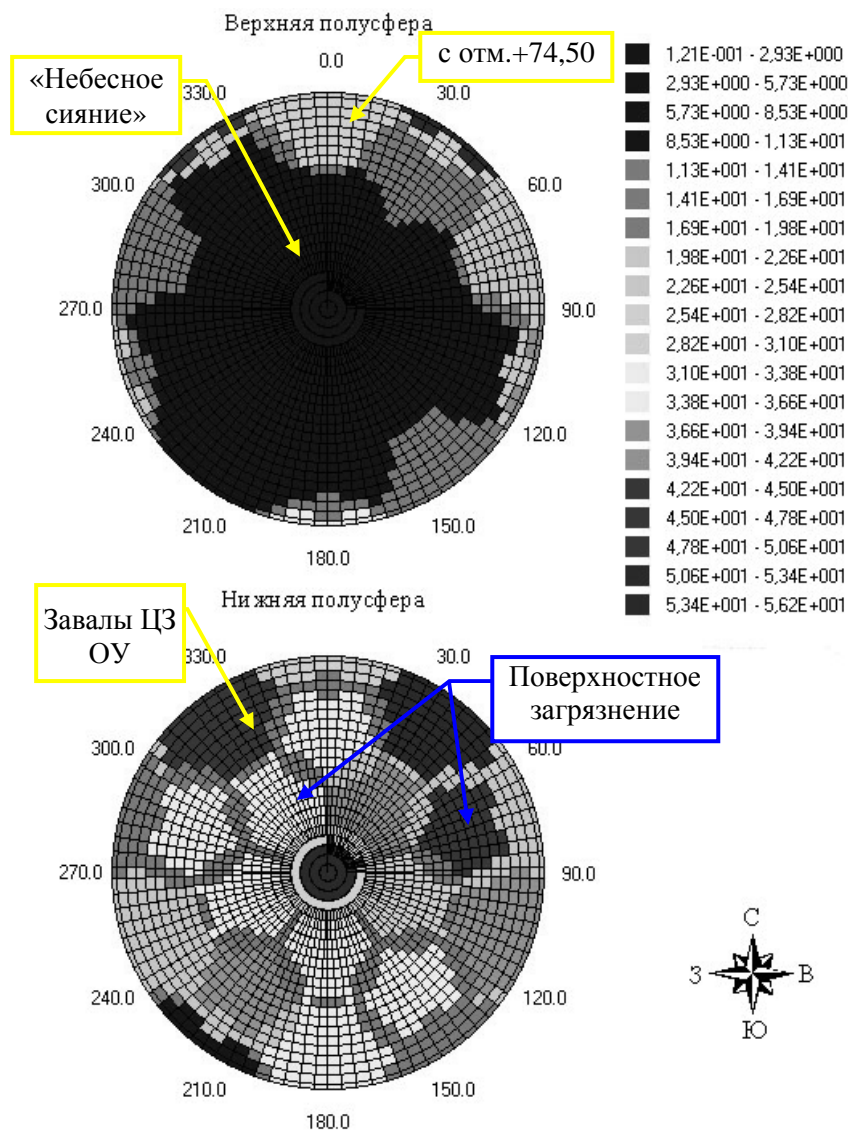 Верхняя полусфера
с отм.+74,50
«Небесное
сияние»
0.0
30.0
60.0
90.0
120.0
150.0
180.0
210.0
240.0
270.0
300.0
330.0
1,21E-001 - 2,93E+000
2,93E+000 - 5,73E+000
5,73E+000 - 8,53E+000
8,53E+000 - 1,13E+001
1,13E+001 - 1,41E+001
1,41E+001 - 1,69E+001
1,69E+001 - 1,98E+001
1,98E+001 - 2,26E+001
2,26E+001 - 2,54E+001
2,54E+001 - 2,82E+001
2,82E+001 - 3,10E+001
3,10E+001 - 3,38E+001
3,38E+001 - 3,66E+001
3,66E+001 - 3,94E+001
3,94E+001 - 4,22E+001
4,22E+001 - 4,50E+001
4,50E+001 - 4,78E+001
4,78E+001 - 5,06E+001
5,06E+001 - 5,34E+001
5,34E+001 - 5,62E+001
Нижняя полусфера
Завалы ЦЗ
ОУ
Поверхностное
загрязнение
30.0
60.0
90.0
120.0
150.0
180.0
210.0
240.0
270.0
300.0
330.0
С
З
В
Ю